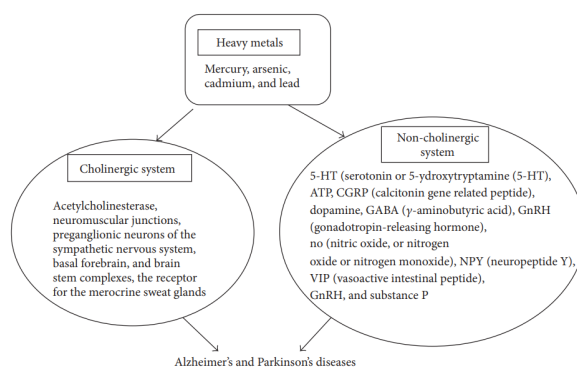 Heavy metals
Mercury, arsenic,
cadmium, and lead
Cholinergic system
Acetylcholinesterase,
neuromuscular junctions,
preganglionic neurons of the
sympathetic nervous system,
basal forebrain, and brain
stem complexes, the receptor
for the merocrine sweat glands
Non-cholinergic
system
5-HT (serotonin or 5-ydroxytryptamine (5-HT),
ATP, CGRP (calcitonin gene related peptide),
dopamine, GABA (γ-aminobutyric acid), GnRH
(gonadotropin-releasing hormone),
no (nitric oxide, or nitrogen
oxide or nitrogen monoxide), NPY (neuropeptide Y),
VIP (vasoactive intestinal peptide),
GnRH, and substance P
Alzheimer's and Parkinson's diseases